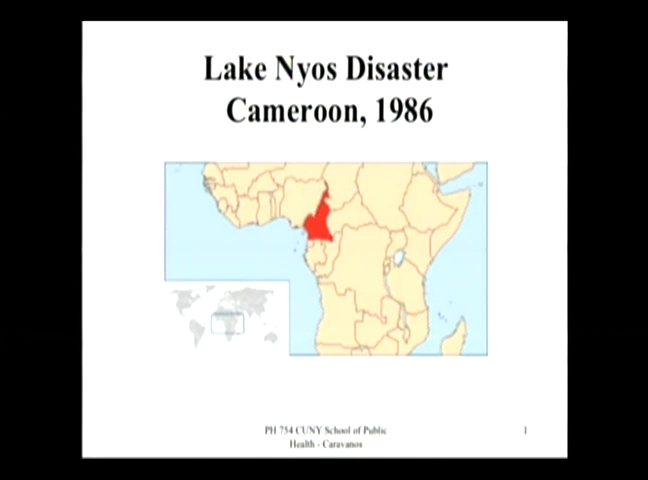 Lake Nyos Disaster
Cameroon, 1986
PH 754 CUNY School of Public
Health - Caravanos
1